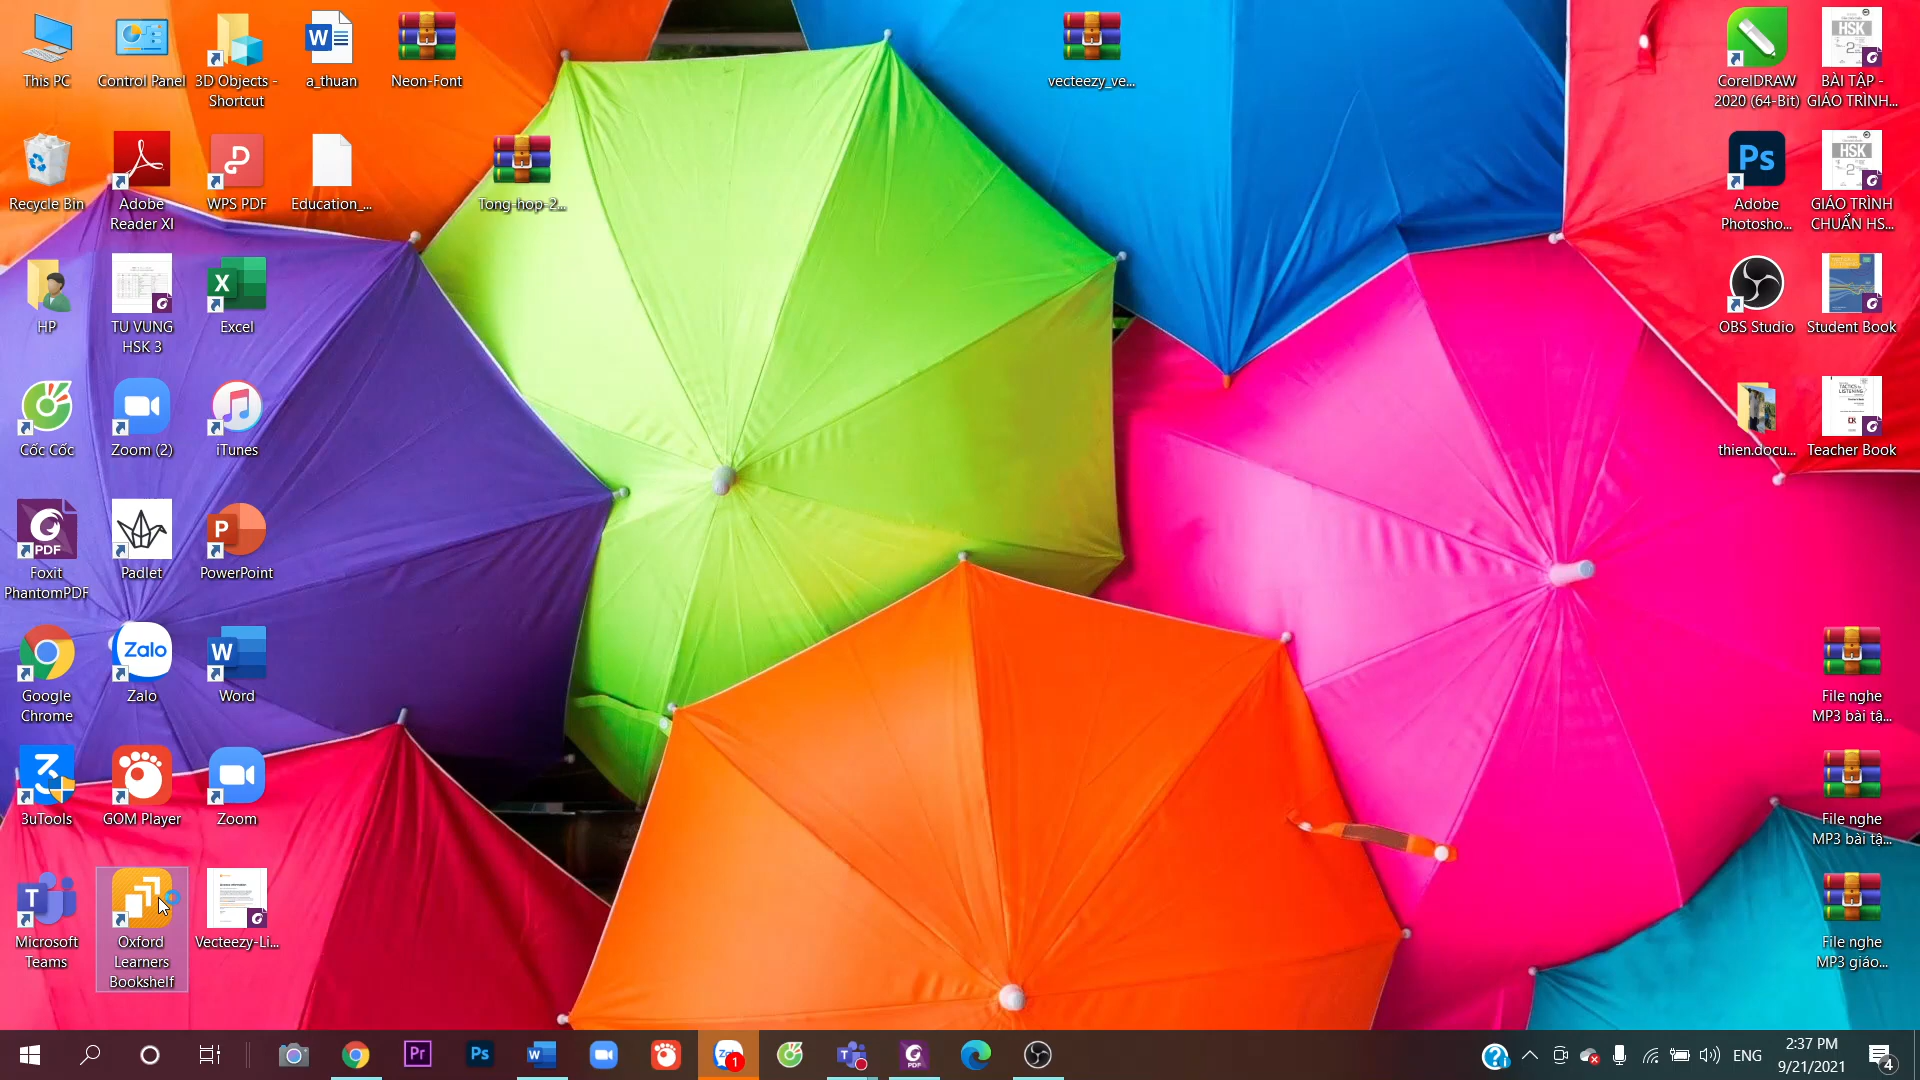 This PC
Control Panel
3D Objects -
Shortcut
a_thuan
Neon-Font
vecteezy_ve...
CorelDRAW
2020 (64-Bit)
BÀI TẬP -
GIÁO TRÌNH...
Recycle Bin
Adobe
Reader XI
WPS PDF
Education_...
Tong-hop-2...
Adobe
Photosho...
GIÁO TRÌNH
CHUẨN HS...
HP
TU VUNG
HSK 3
Excel
OBS Studio
Student Book
Cốc Cốc
Zoom (2)
iTunes
thien.docu...
Teacher Book
Foxit
PhantomPDF
Padlet
PowerPoint
Google
Chrome
Zalo
Word
File nghe
MP3 bài tậ...
3uTools
GOM Player
Zoom
File nghe
MP3 bài tậ...
Microsoft
Teams
Oxford
Learners
Bookshelf
Vecteezy-Li...
File nghe
MP3 giáo...
ENG
2:37 PM
9/21/2021
4